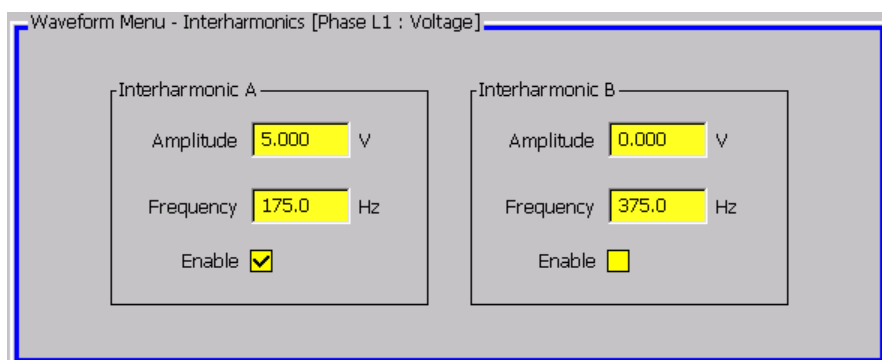 Waveform Menu - Interharmonics [Phase L1 : Voltage]
Interharmonic A
Amplitude 5.000 V
Frequency 175.0 Hz
Enable
Interharmonic B
Amplitude 0.000 V
Frequency 375.0 Hz
Enable